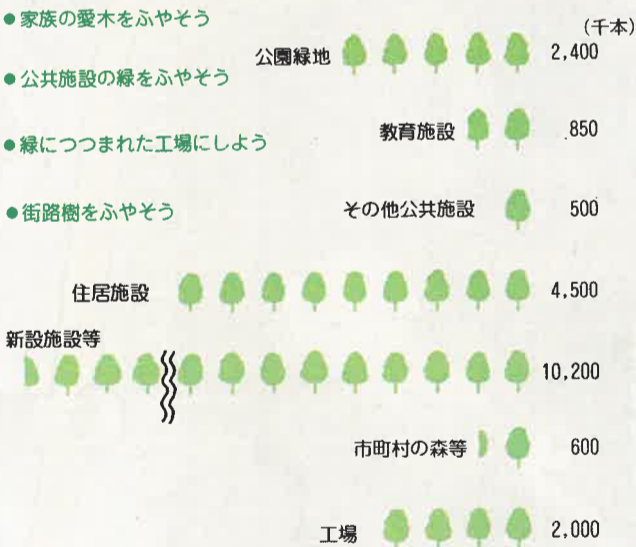 ●家族の愛木をふやそう
●公共施設の緑をふやそう
●緑につつまれた工場にしよう
●街路樹をふやそう
(千本)
公園緑地 2,400
教育施設 850
その他公共施設 500
住居施設 4,500
新設施設等 10,200
市町村の森等 600
工場 2,000